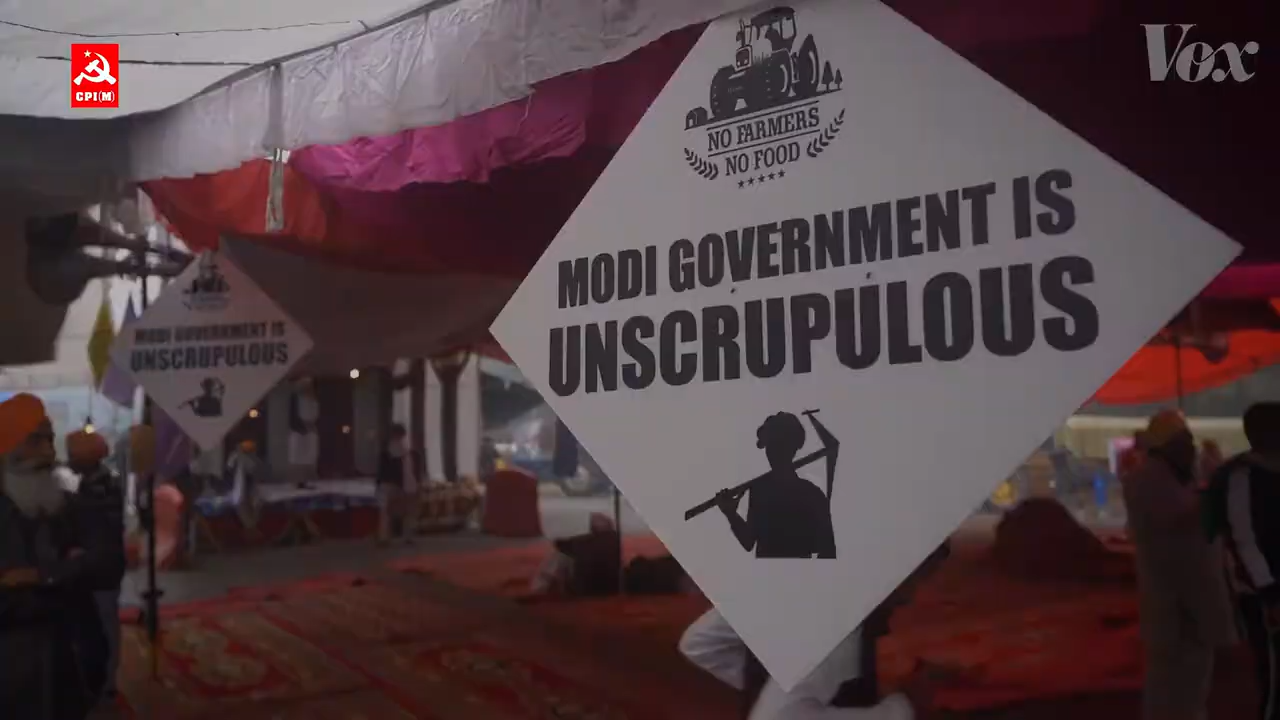 CPI(M)
Vox
NO FARMERS
NO FOOD
MODI GOVERNMENT IS
UNSCRUPULOUS
MODI GOVERNMENT IS
UNSCRUPULOUS